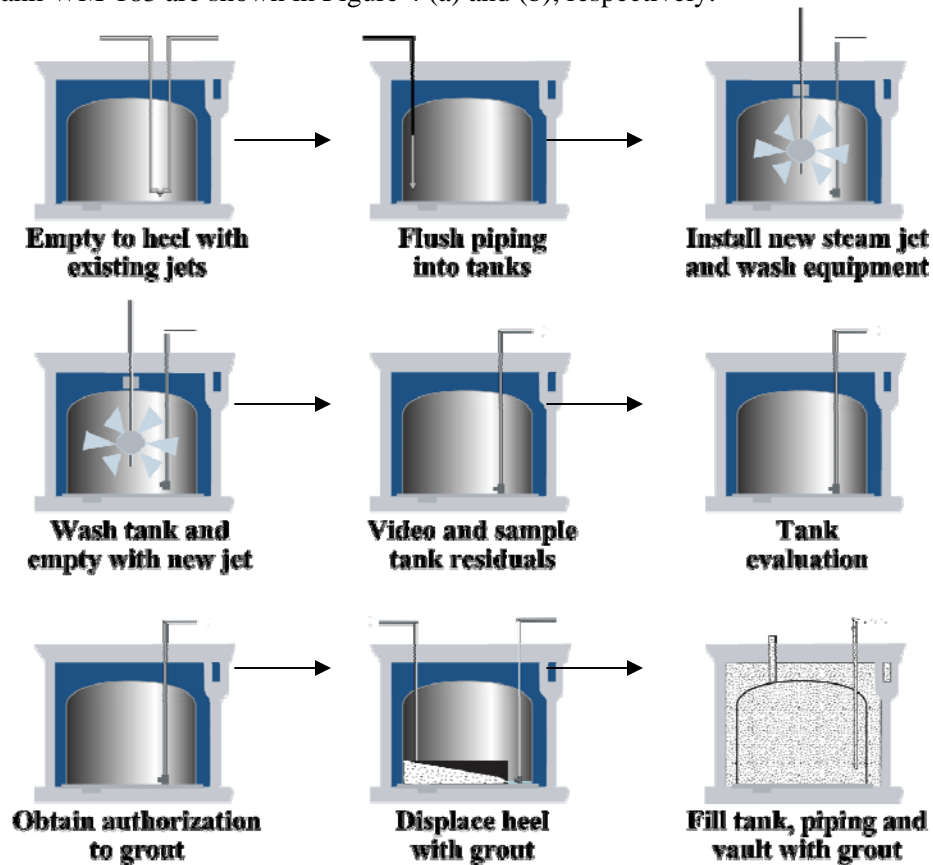 Empty to heel with
existing jets
Flush piping
into tanks
Install new steam jet
and wash equipment
Wash tank and
empty with new jet
Video and sample
tank residuals
Tank
evaluation
Obtain authorization
to grout
Displace heel
with grout
Fill tank, piping and
vault with grout